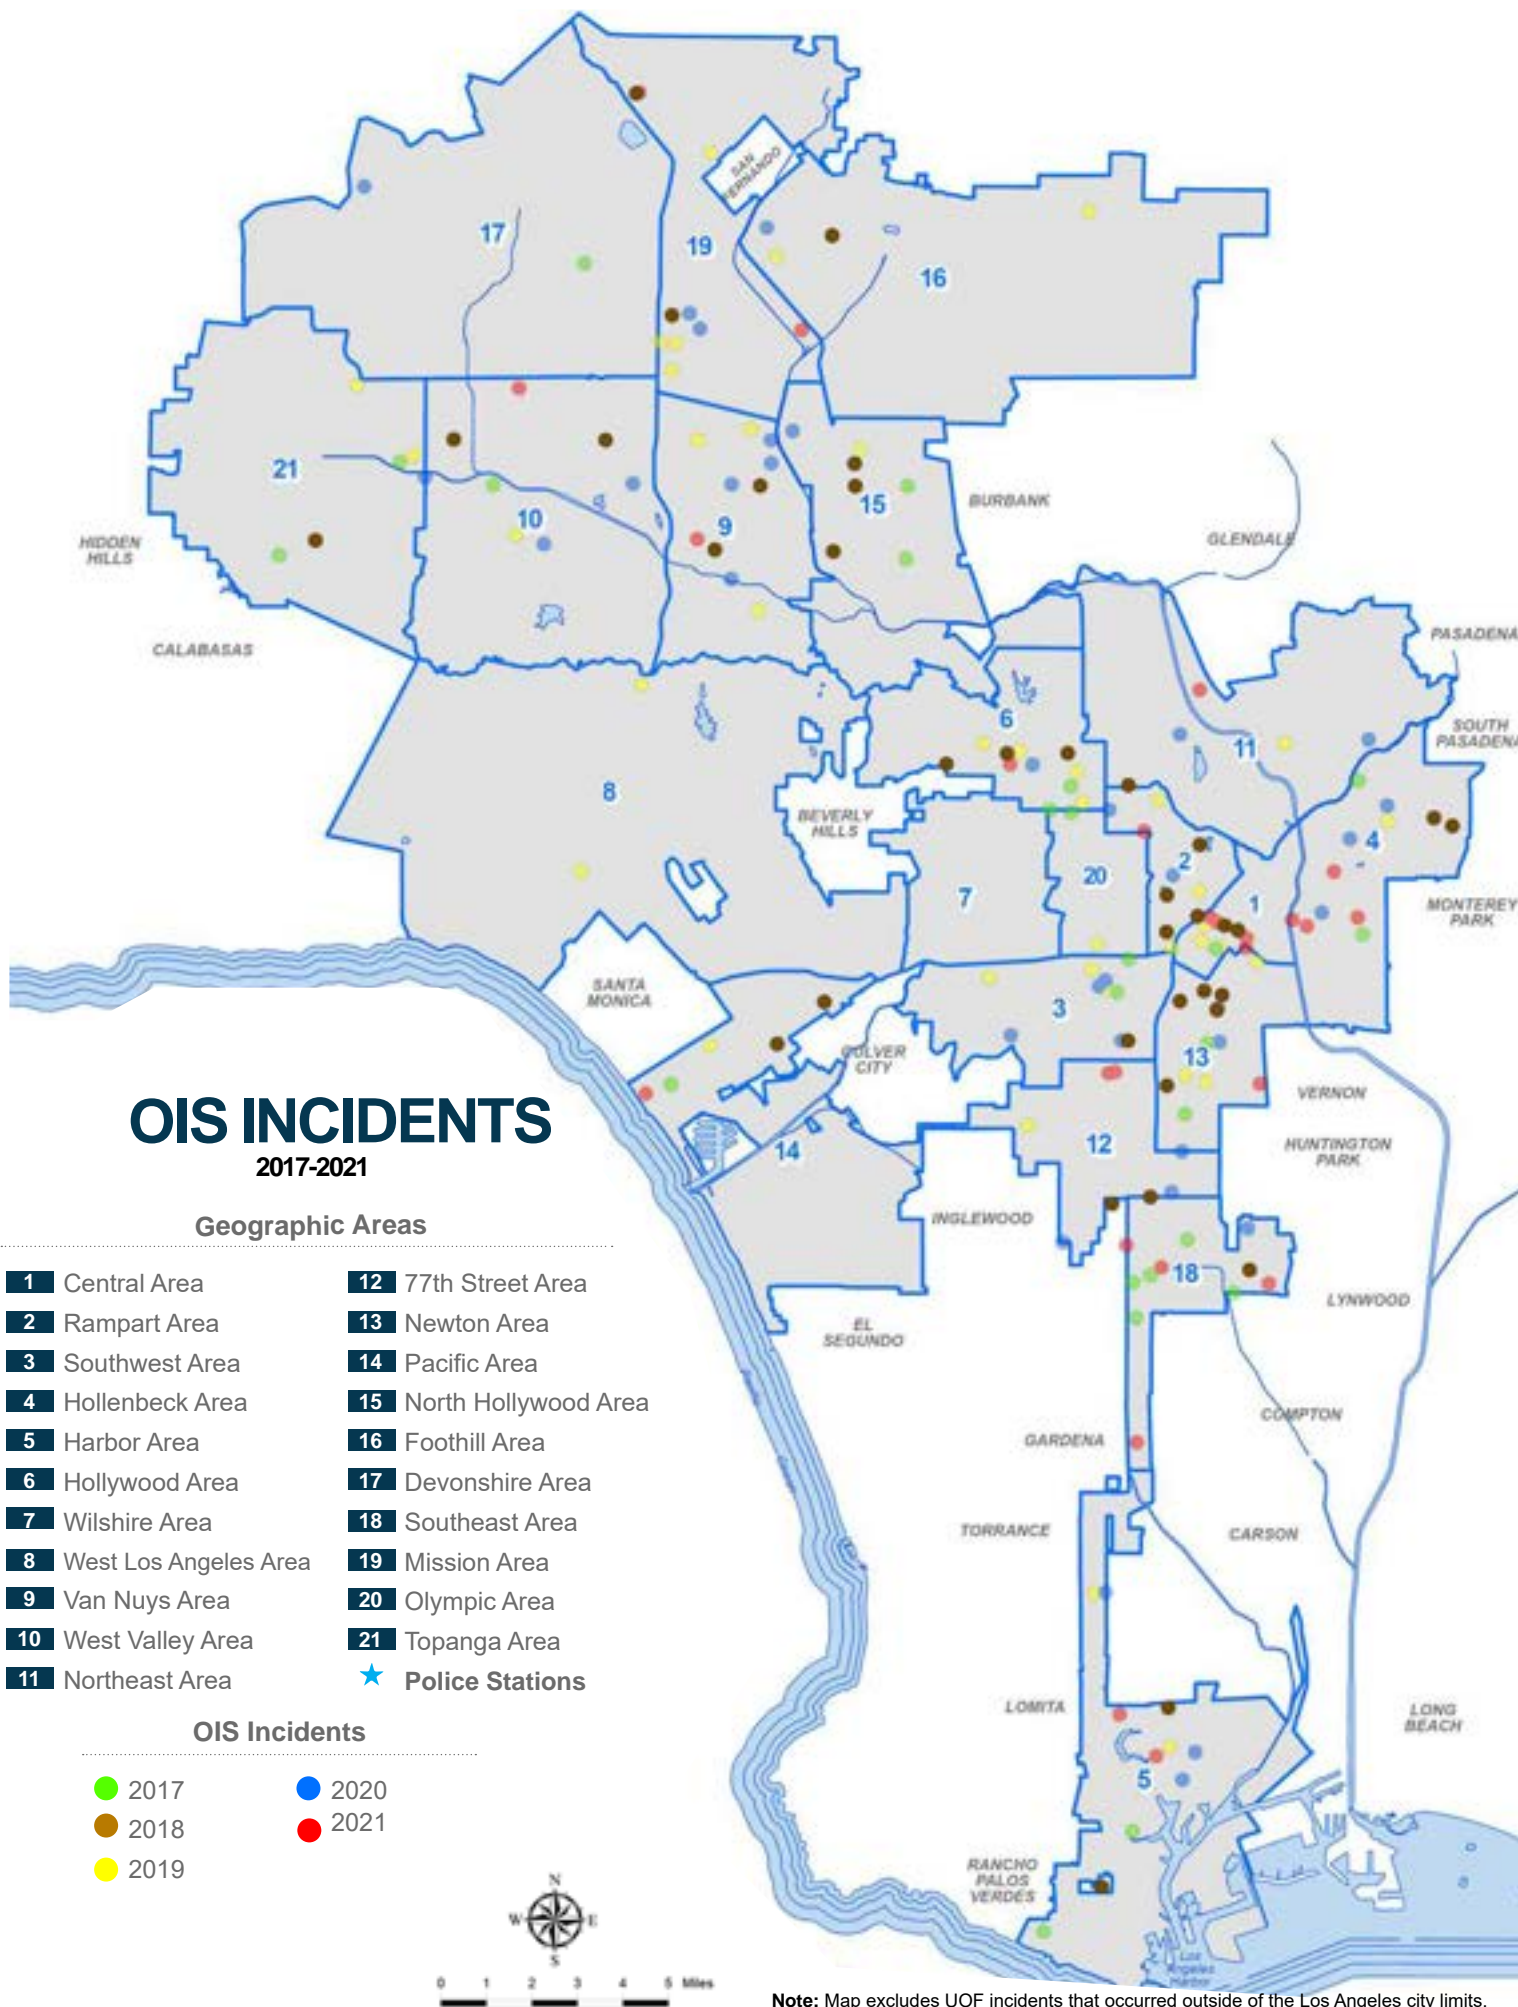 SAN
FERNANDO
17
19
16
21
10
9
15
BURBANK
GLENDALE
HIDDEN
HILLS
CALABASAS
PASADENA
SOUTH
PASADENA
6
11
8
BEVERLY
HILLS
4
2
20
7
1
MONTEREY
PARK
SANTA
MONICA
3
CULVER
CITY
13
VERNON
HUNTINGTON
PARK
12
14
INGLEWOOD
18
LYNWOOD
EL
SEGUNDO
COMPTON
GARDENA
TORRANCE
CARSON
LOMITA
LONG
BEACH
5
RANCHO
PALOS
VERDES
Los
Angeles
Harbor
OIS INCIDENTS
2017-2021
Geographic Areas
1 Central Area
2 Rampart Area
3 Southwest Area
4 Hollenbeck Area
5 Harbor Area
6 Hollywood Area
7 Wilshire Area
8 West Los Angeles Area
9 Van Nuys Area
10 West Valley Area
11 Northeast Area
12 77th Street Area
13 Newton Area
14 Pacific Area
15 North Hollywood Area
16 Foothill Area
17 Devonshire Area
18 Southeast Area
19 Mission Area
20 Olympic Area
21 Topanga Area
Police Stations
OIS Incidents
2017
2018
2019
2020
2021
N
W E
S
0 1 2 3 4 5 Miles
Note: Map excludes UOF incidents that occurred outside of the Los Angeles city limits.